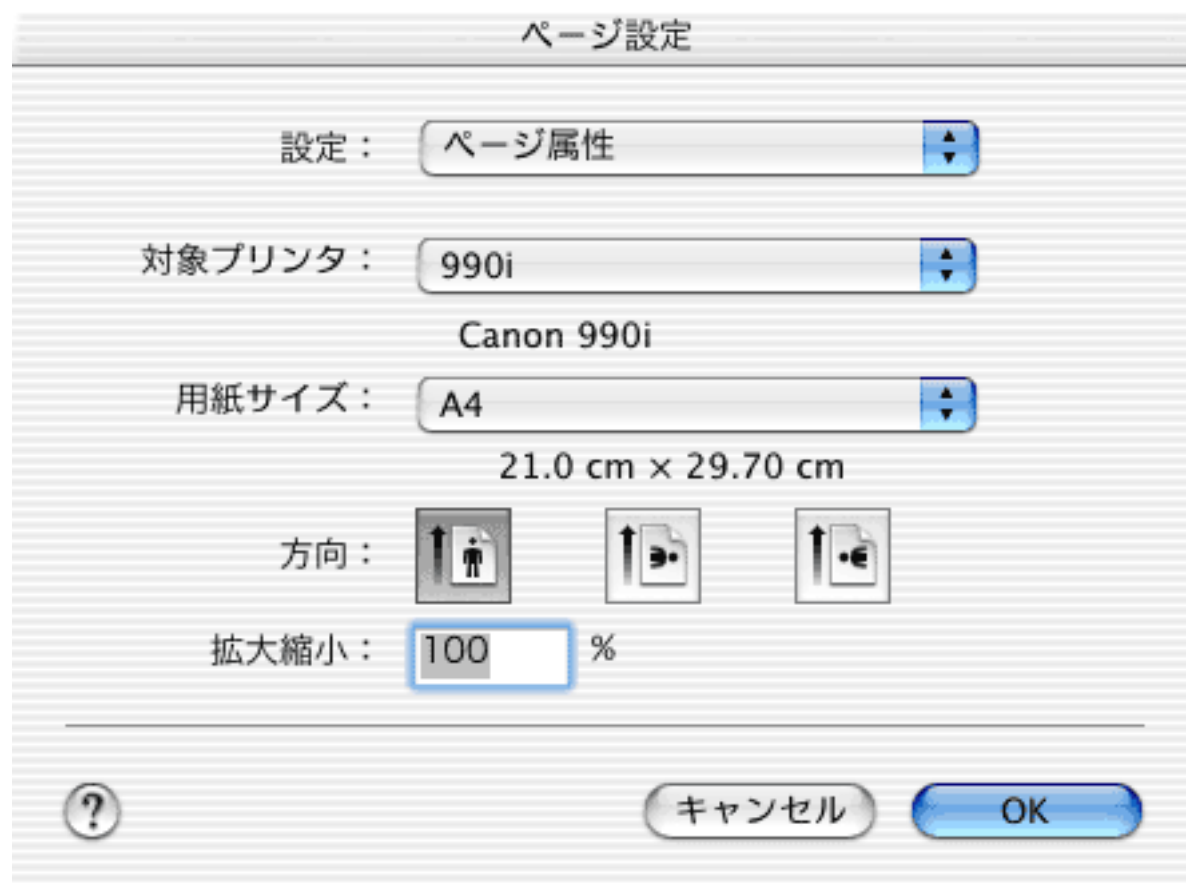 ページ設定
設定： ページ属性
対象プリンタ： 990i
Canon 990i
用紙サイズ： A4
21.0 cm × 29.70 cm
方向：
拡大縮小： 100 %
? キャンセル OK